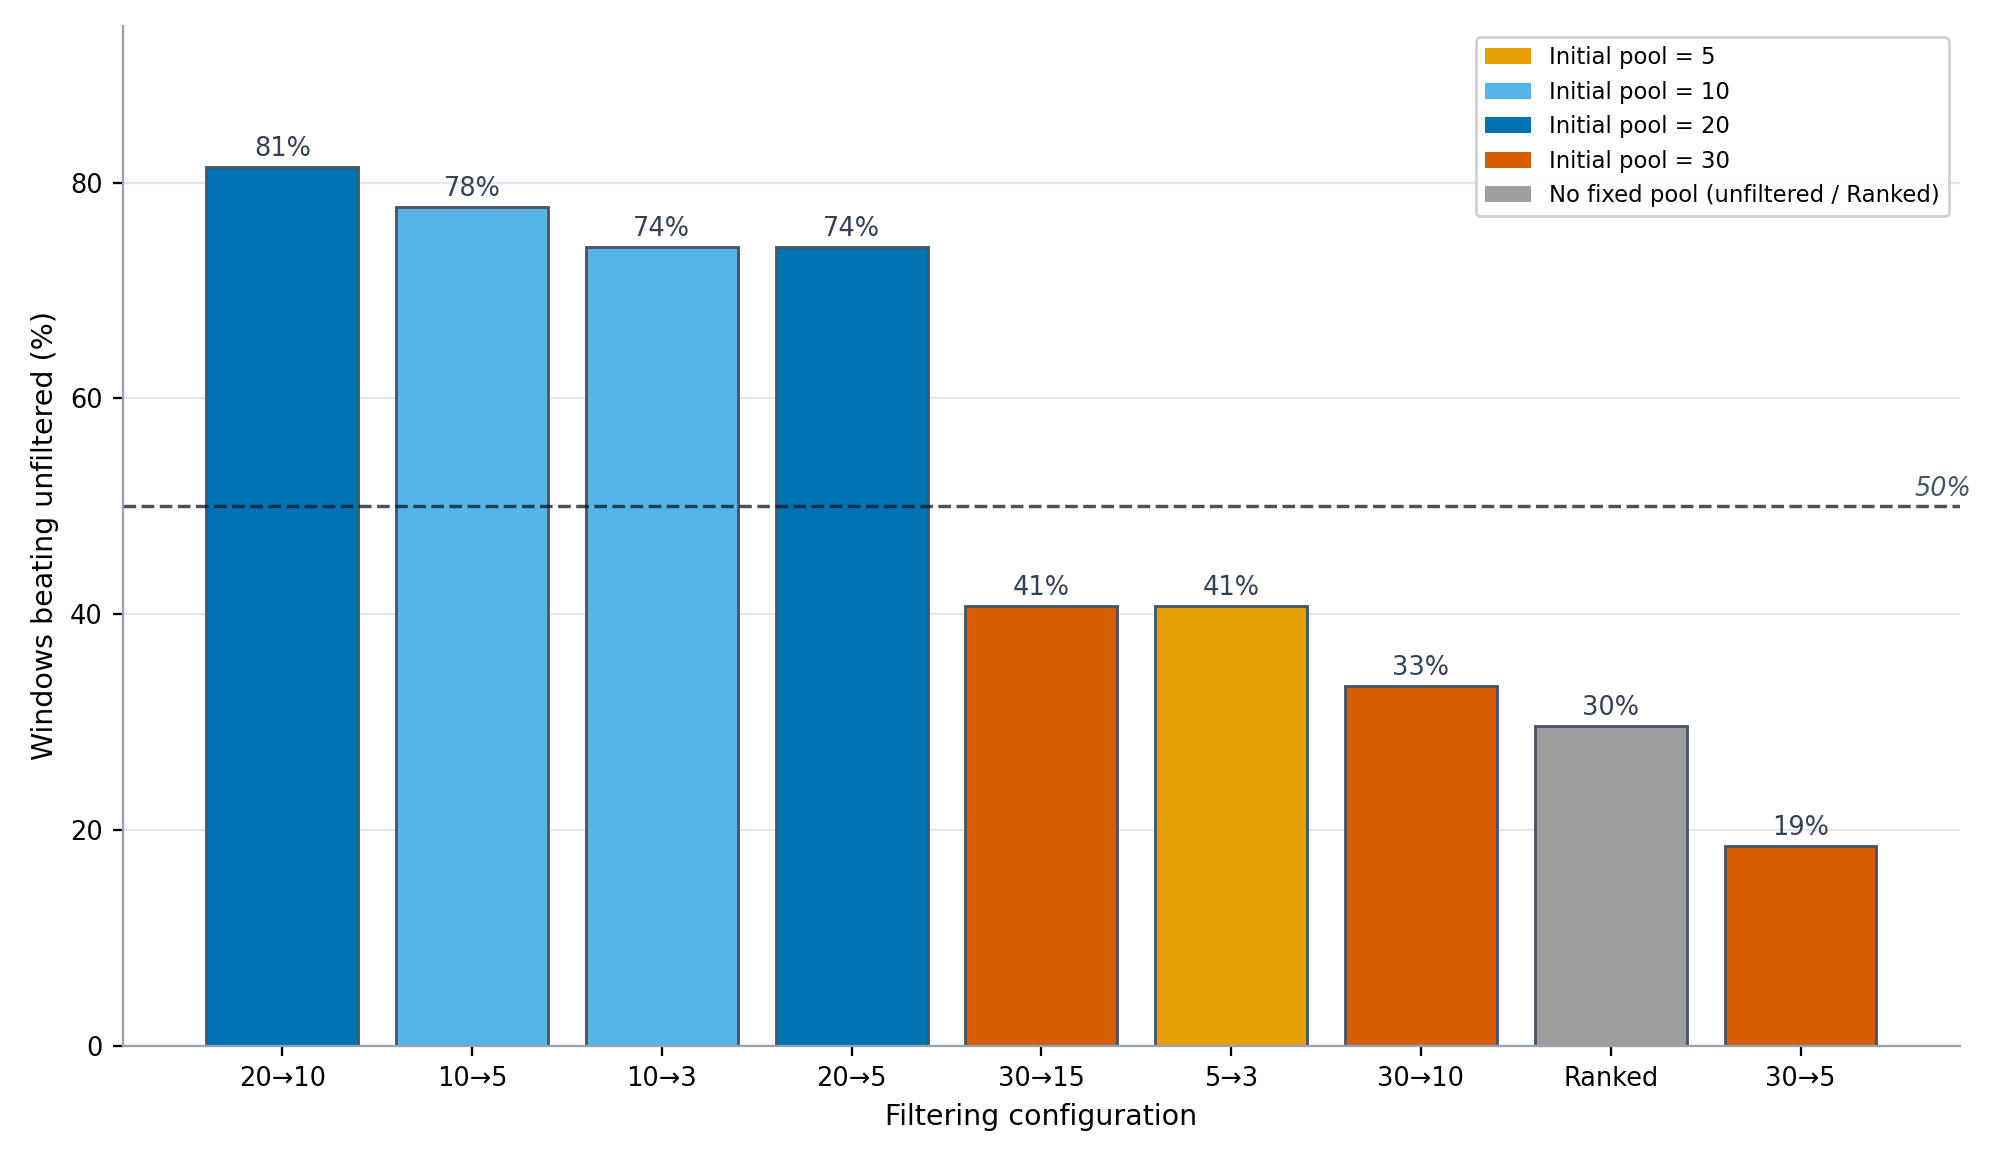 Initial pool = 5
Initial pool = 10
Initial pool = 20
Initial pool = 30
No fixed pool (unfiltered / Ranked)
81%
78%
74%
74%
50%
41%
41%
33%
30%
19%
80
60
40
20
0
Windows beating unfiltered (%)
20→10
10→5
10→3
20→5
30→15
5→3
30→10
Ranked
30→5
Filtering configuration